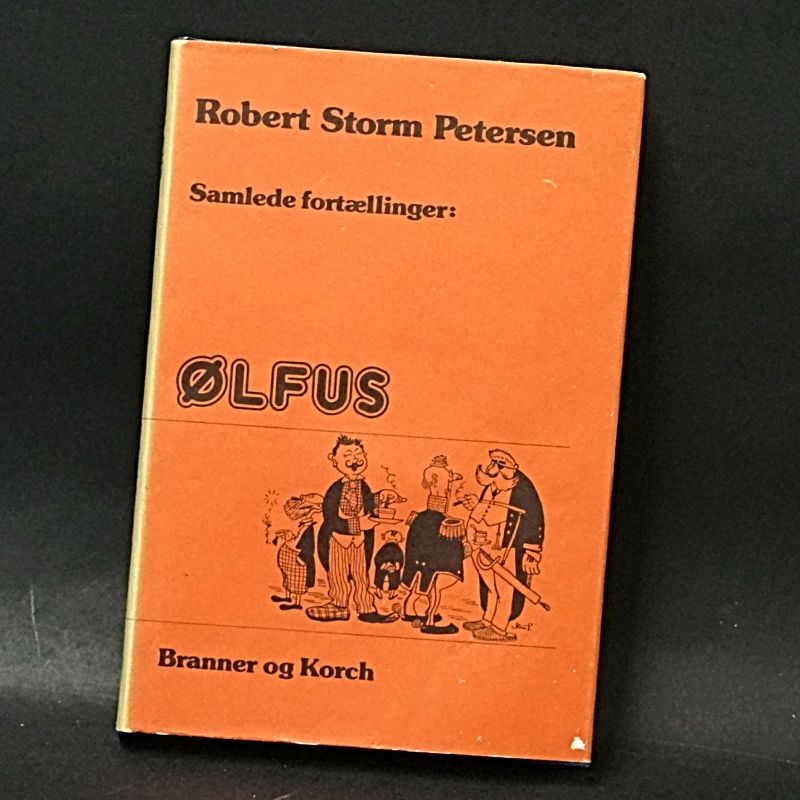 Robert Storm Petersen
Samlede fortællinger:
ØLFUS
Branner og Korch